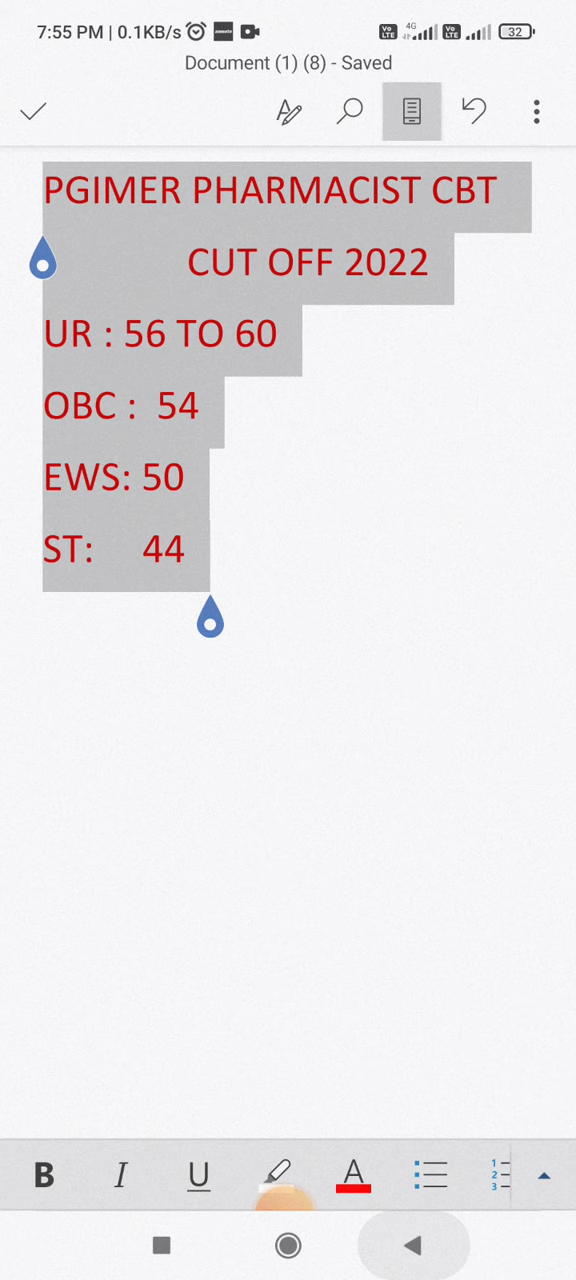 7:55 PM | 0.1KB/s
4G
32
Document (1) (8) - Saved
PGIMER PHARMACIST CBT
CUT OFF 2022
UR : 56 TO 60
OBC : 54
EWS: 50
ST: 44
B I U A